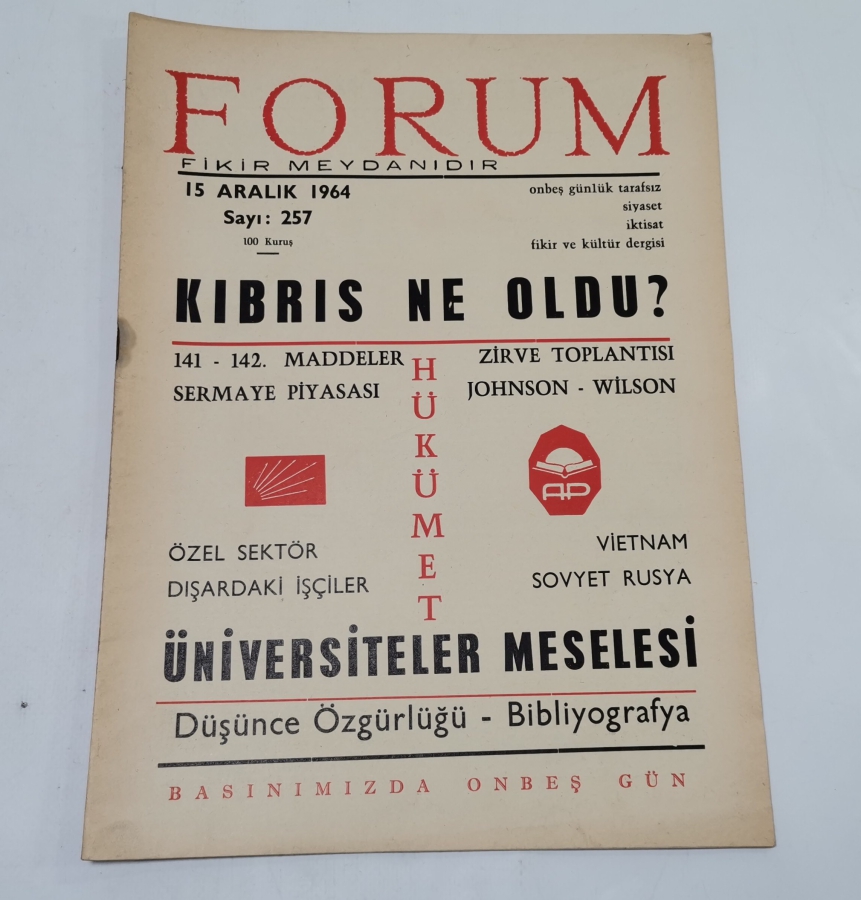 FORUM
FİKİR MEYDANIDIR
15 ARALIK 1964
Sayı: 257
100 Kuruş
onbeş günlük tarafsız
siyaset
iktisat
fikir ve kültür dergisi
KIBRIS NE OLDU?
141 - 142. MADDELER
SERMAYE PİYASASI
ZİRVE TOPLANTISI
JOHNSON - WİLSON
HÜKÜMET
AP
ÖZEL SEKTÖR
DIŞARDAKİ İŞÇİLER
VİETNAM
SOVYET RUSYA
ÜNİVERSİTELER MESELESİ
Düşünce Özgürlüğü - Bibliyografya
BASINIMIZDA ONBEŞ GÜN